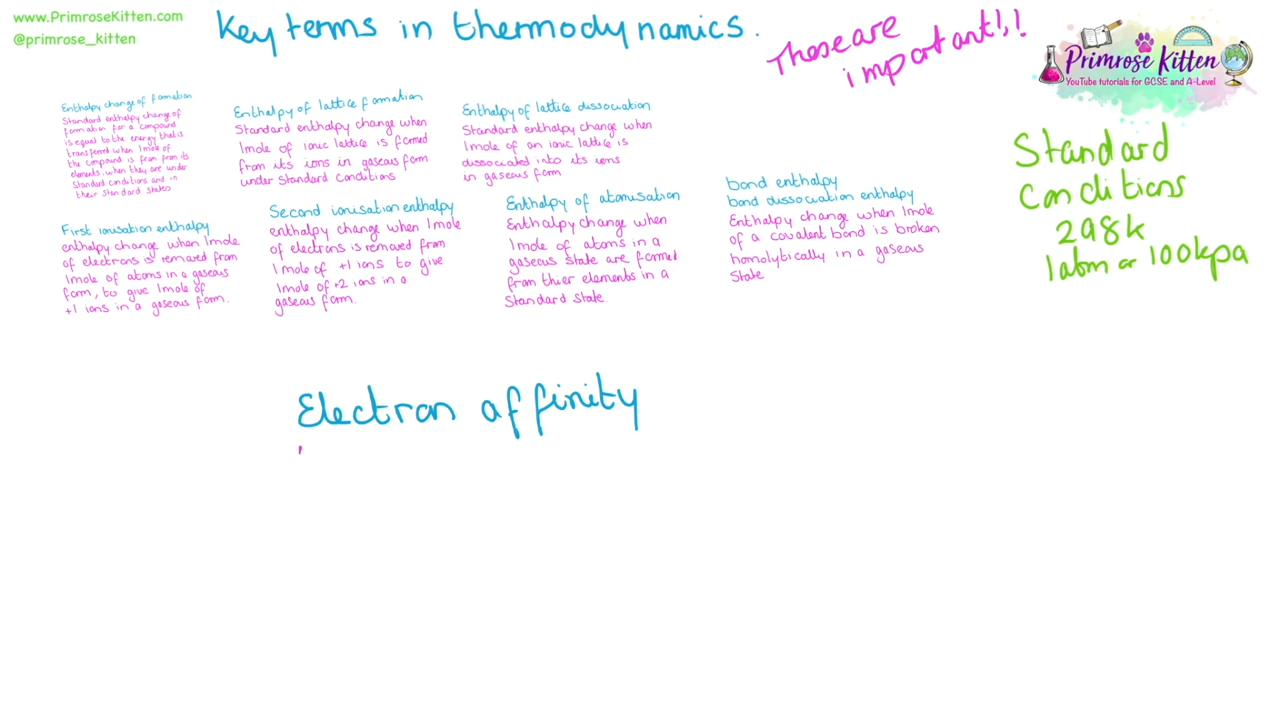 www.PrimroseKitten.com
@primrose_kitten
Key terms in thermodynamics.
These are
important!!
Primrose Kitten
YouTube tutorials for GCSE and A-Level
Enthalpy change of formation
Standard enthalpy change of
formation for a compound
is equal to the energy that is
transferred when 1mole of
the compound is from from its
elements, when they are under
Standard conditions and in
their Standard states
Enthalpy of lattice formation
Standard enthalpy change when
1mole of ionic lattice is formed
from its ions in gaseous form
under Standard Conditions
Enthalpy of lattice dissociation
Standard enthalpy change when
1mole of an ionic lattice is
dissociated into its ions
in gaseous form
Standard
Conditions
298k
1atm or 100kpa
First ionisation enthalpy
enthalpy change when 1mole
of electrons is removed from
1mole of atoms in a gaseous
form, to give 1mole of
+1 ions in a gaseous form.
Second ionisation enthalpy
enthalpy change when 1mole
of electrons is removed from
1mole of +1 ions to give
1mole of +2 ions in a
gaseous form.
Enthalpy of atomisation
Enthalpy change when
1mole of atoms in a
gaseous state are formed
from thier elements in a
Standard state
bond enthalpy
bond dissociation enthalpy
Enthalpy change when 1mole
of a covalent bond is broken
homolytically in a gaseous
State
Electron affinity